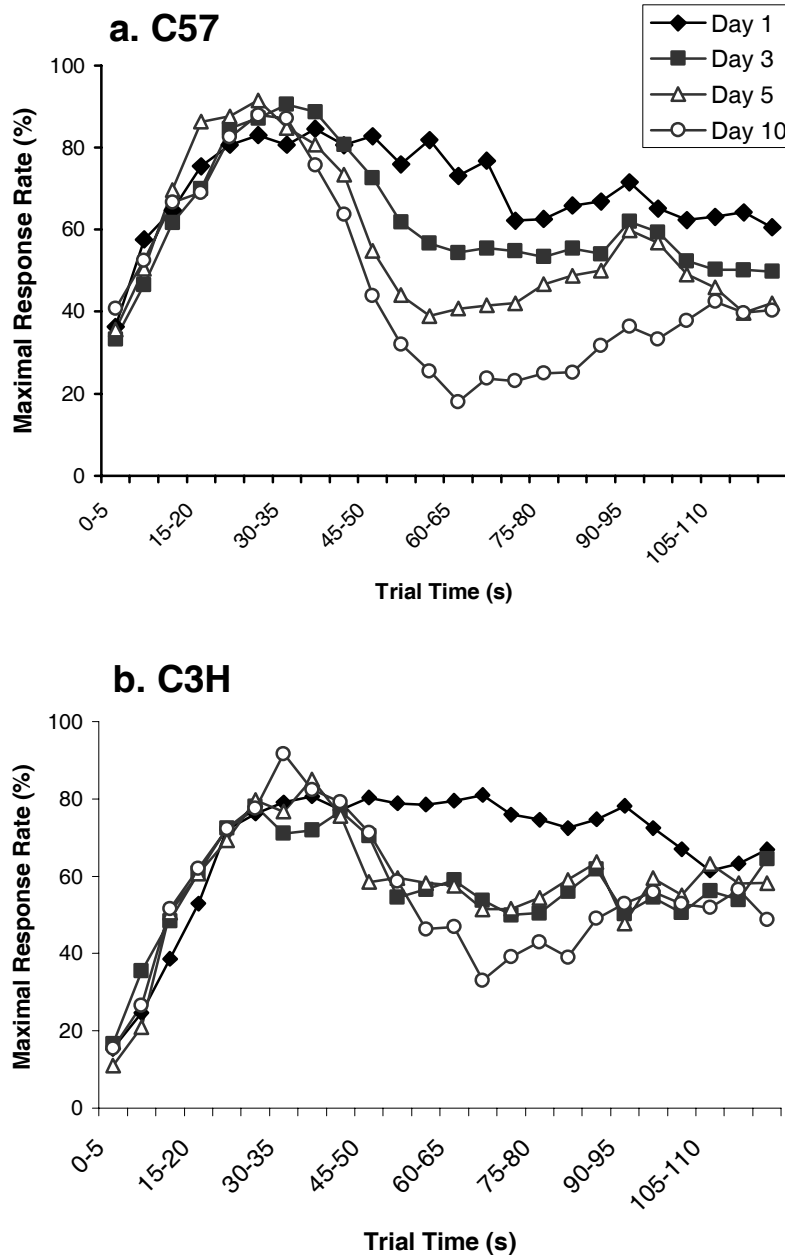 a. C57
Day 1
Day 3
Day 5
Day 10
Maximal Response Rate (%)
100
80
60
40
20
0
0-5
15-20
30-35
45-50
60-65
75-80
90-95
105-110
Trial Time (s)
b. C3H
Maximal Response Rate (%)
100
80
60
40
20
0
0-5
15-20
30-35
45-50
60-65
75-80
90-95
105-110
Trial Time (s)